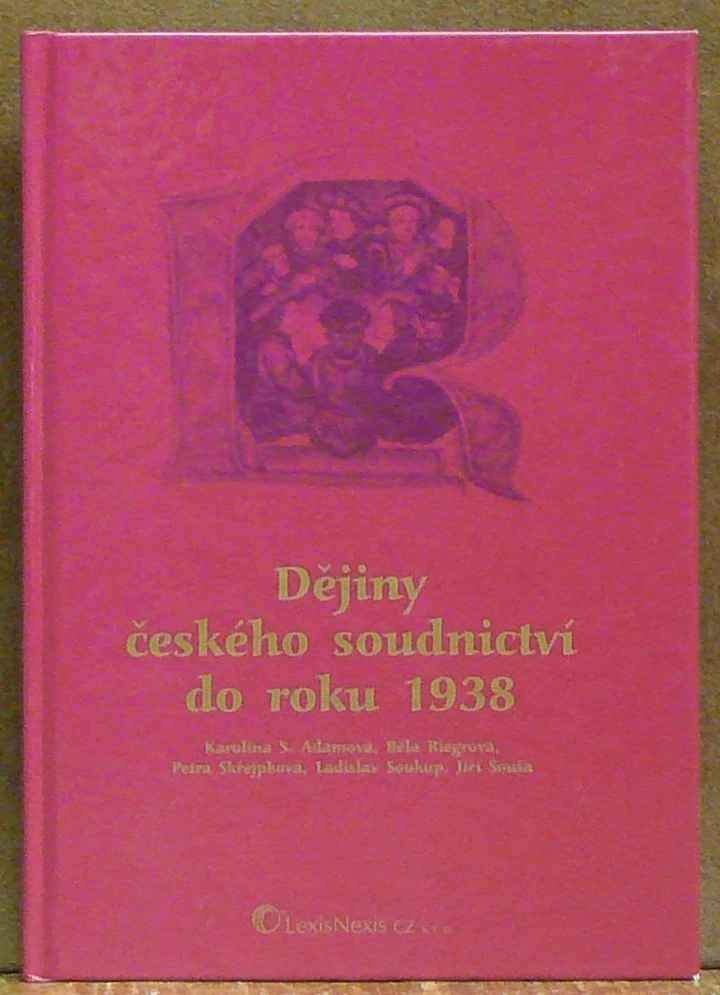 Dějiny
českého soudnictví
do roku 1938
Karolina S. Adamová, Běla Riegrová,
Petra Skřejpková, Ladislav Soukup, Jiří Šouša
LexisNexis CZ s.r.o.